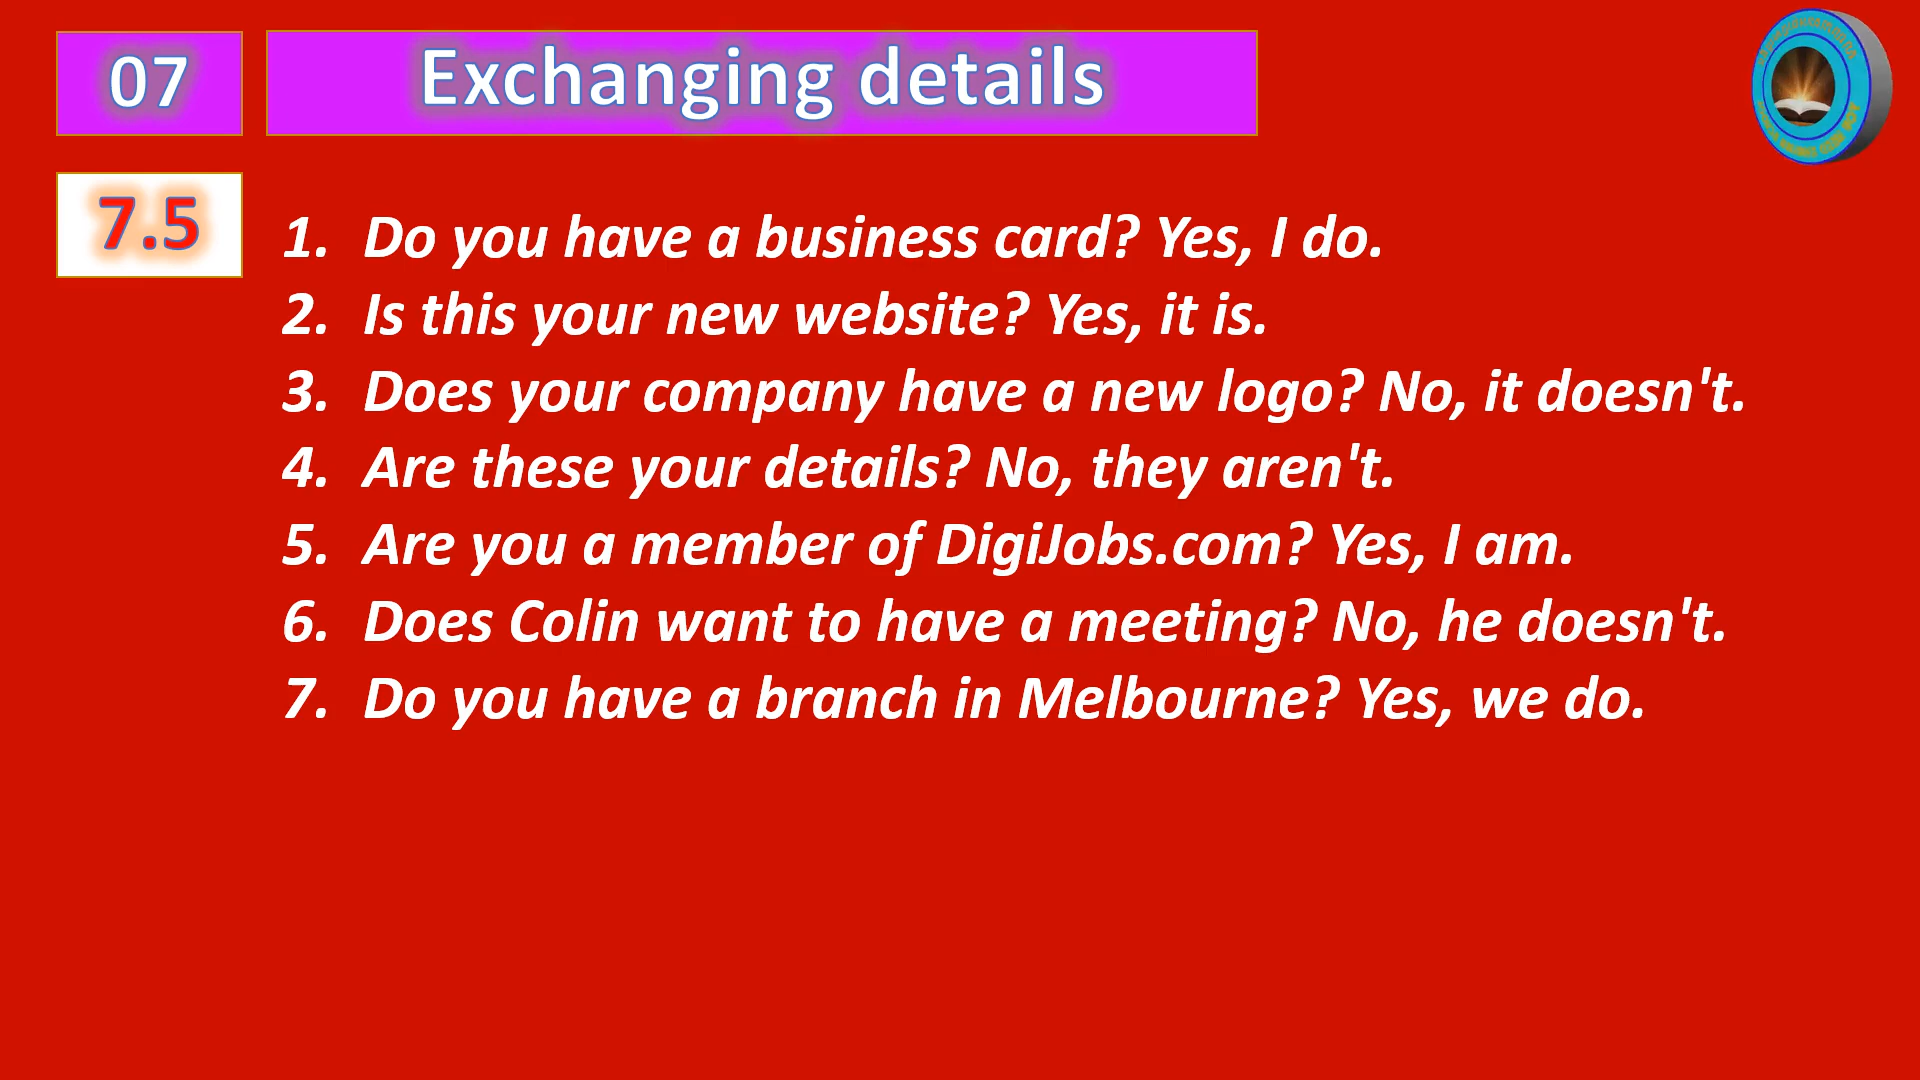 07
Exchanging details
7.5
1. Do you have a business card? Yes, I do.
2. Is this your new website? Yes, it is.
3. Does your company have a new logo? No, it doesn't.
4. Are these your details? No, they aren't.
5. Are you a member of DigiJobs.com? Yes, I am.
6. Does Colin want to have a meeting? No, he doesn't.
7. Do you have a branch in Melbourne? Yes, we do.